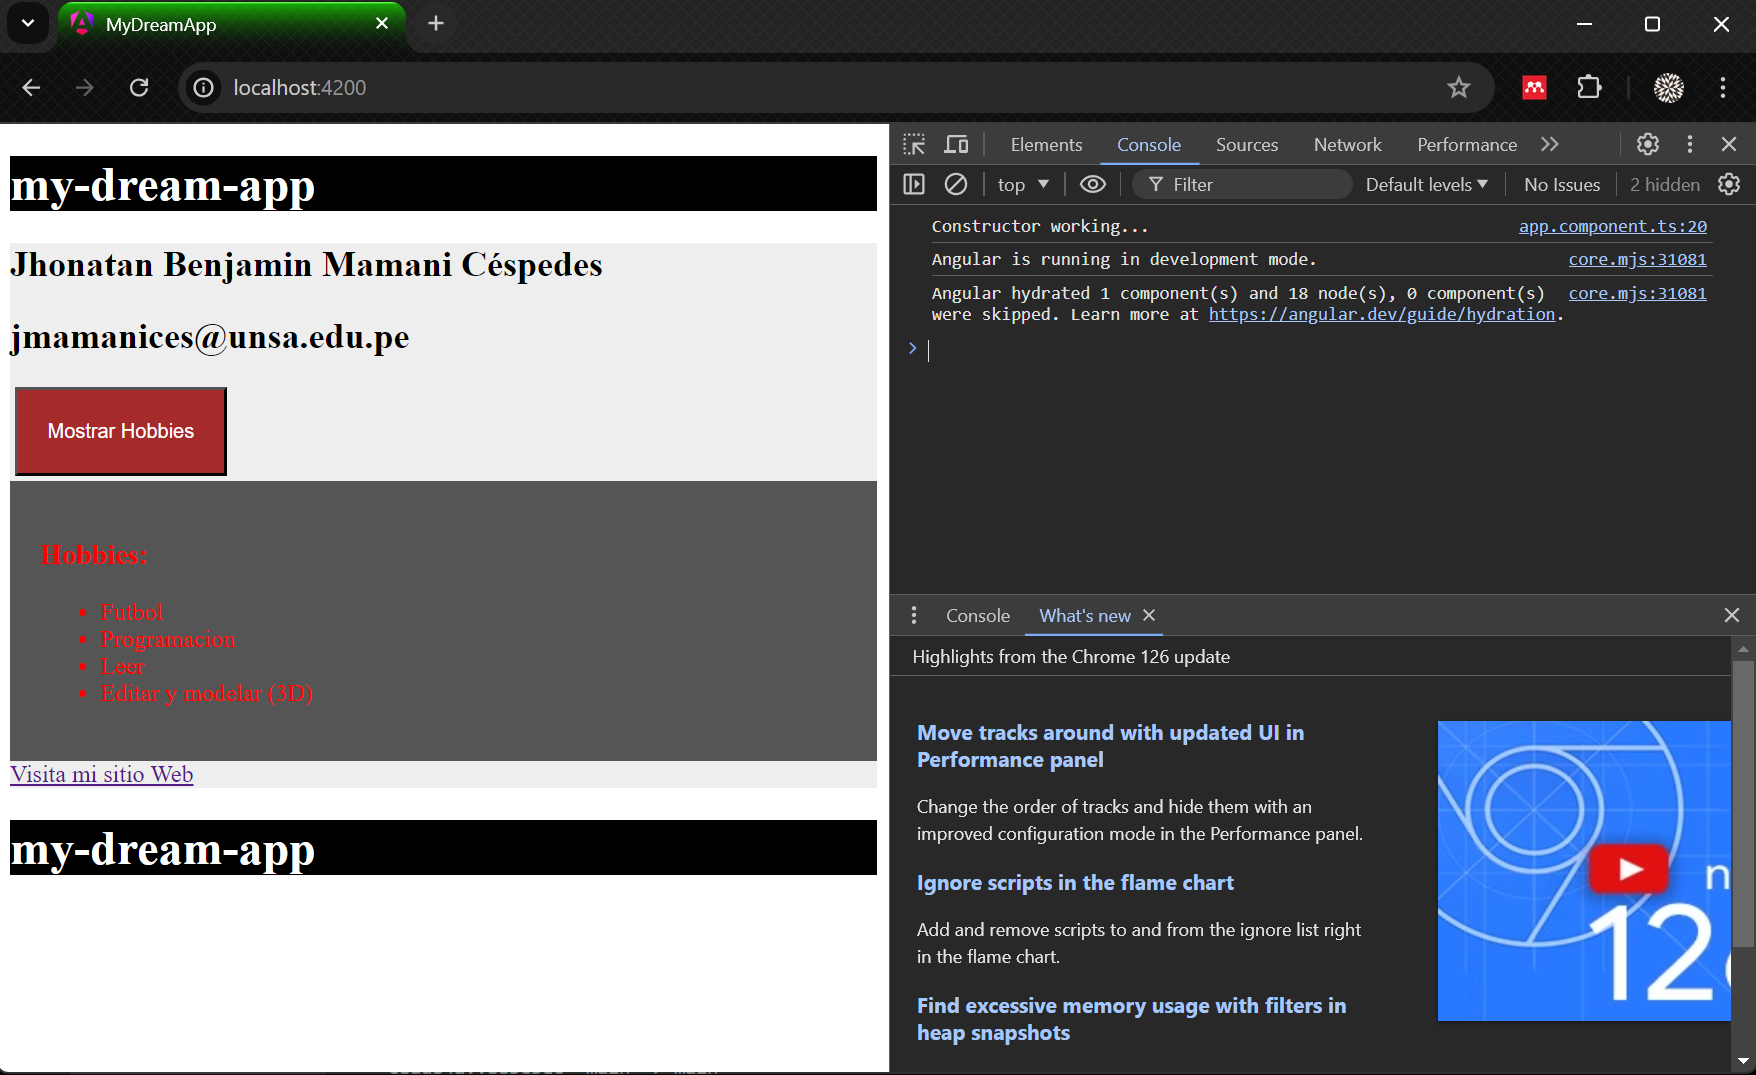 MyDreamApp
localhost:4200
my-dream-app
Jhonatan Benjamin Mamani Céspedes
jmamanices@unsa.edu.pe
Mostrar Hobbies
Hobbies:
Futbol
Programacion
Leer
Editar y modelar (3D)
Visita mi sitio Web
my-dream-app
Elements Console Sources Network Performance
top Filter Default levels No Issues 2 hidden
Constructor working... app.component.ts:20
Angular is running in development mode. core.mjs:31081
Angular hydrated 1 component(s) and 18 node(s), 0 component(s) core.mjs:31081
were skipped. Learn more at https://angular.dev/guide/hydration.
Console What's new
Highlights from the Chrome 126 update
Move tracks around with updated UI in
Performance panel
Change the order of tracks and hide them with an
improved configuration mode in the Performance panel.
Ignore scripts in the flame chart
Add and remove scripts to and from the ignore list right
in the flame chart.
Find excessive memory usage with filters in
heap snapshots
n
12